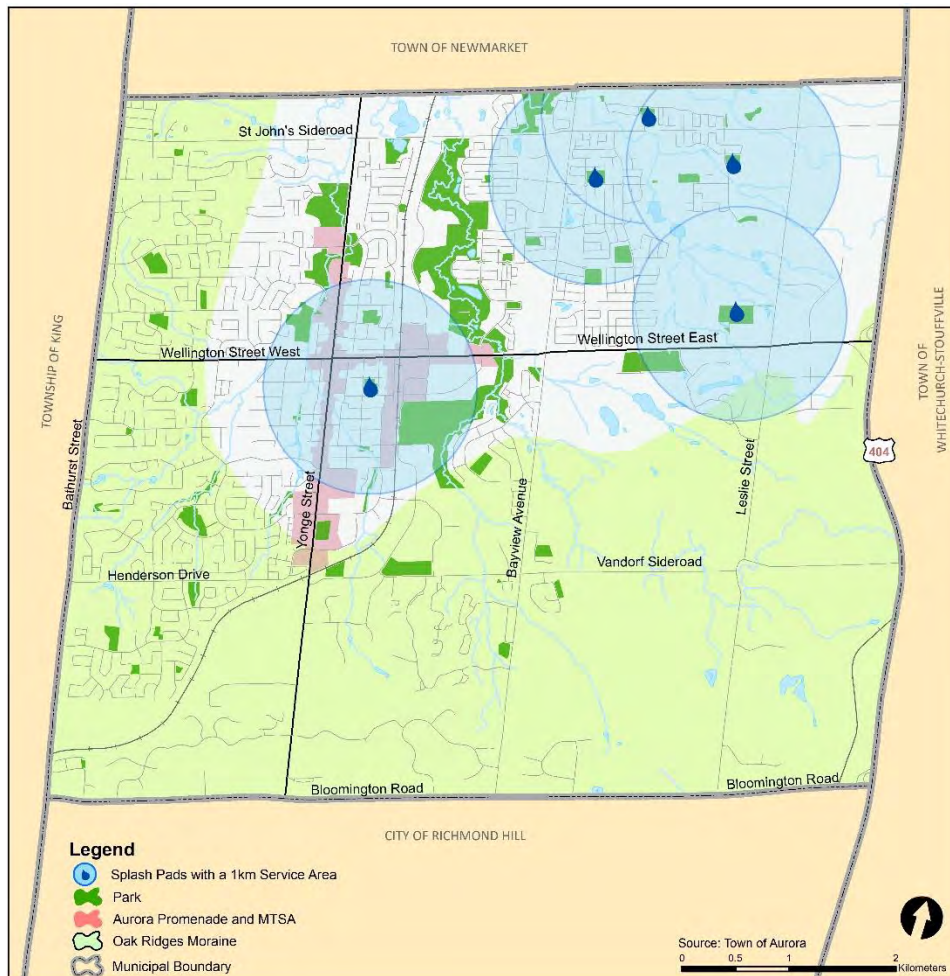 TOWN OF NEWMARKET
St John's Sideroad
TOWNSHIP OF KING
Wellington Street West
Wellington Street East
TOWN OF
WHITECHURCH-STOUFFVILLE
404
Bathurst Street
Yonge Street
Bayview Avenue
Leslie Street
Henderson Drive
Vandorf Sideroad
Bloomington Road
Bloomington Road
CITY OF RICHMOND HILL
Legend
Splash Pads with a 1km Service Area
Park
Aurora Promenade and MTSA
Oak Ridges Moraine
Municipal Boundary
Source: Town of Aurora
0 0.5 1 2
Kilometers